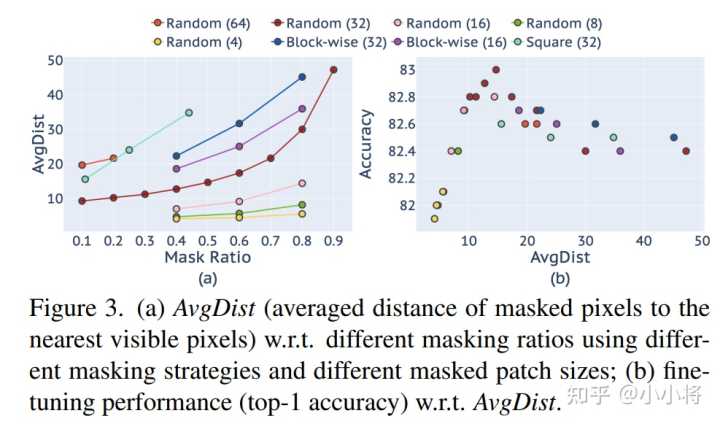 Random (64) Random (32) Random (16) Random (8)
Random (4) Block-wise (32) Block-wise (16) Square (32)
50
40
30
20
10
AvgDist
0.1 0.2 0.3 0.4 0.5 0.6 0.7 0.8 0.9
Mask Ratio
(a)
83
82.8
82.6
82.4
82.2
82
Accuracy
10 20 30 40 50
AvgDist
(b)
Figure 3. (a) AvgDist (averaged distance of masked pixels to the
nearest visible pixels) w.r.t. different masking ratios using differ-
ent masking strategies and different masked patch sizes; (b) fine-
tuning performance (top-1 accuracy) w.r.t. AvgDist.
知乎 @小小将